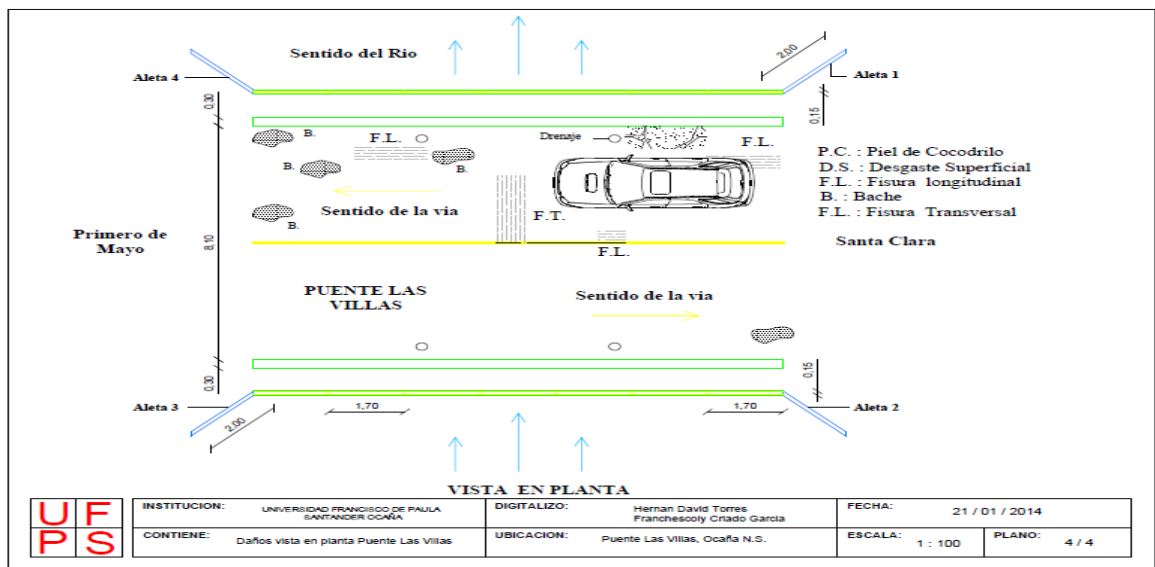 Sentido del Rio
2,00
Aleta 4
Aleta 1
0,30
0,15
B.
F.L.
Drenaje
F.L.
B.
B.
P.C. : Piel de Cocodrilo
D.S. : Desgaste Superficial
F.L. : Fisura longitudinal
B. : Bache
F.L. : Fisura Transversal
Sentido de la via
F.T.
B.
Primero de
Mayo
8,10
Santa Clara
F.L.
PUENTE LAS
VILLAS
Sentido de la via
0,30
0,15
Aleta 3
1,70
1,70
Aleta 2
2,00
VISTA EN PLANTA
UF
PS
INSTITUCION: UNIVERSIDAD FRANCISCO DE PAULA
SANTANDER OCAÑA
DIGITALIZO: Hernan David Torres
Franchescoly Criado Garcia
FECHA: 21 / 01 / 2014
CONTIENE: Daños vista en planta Puente Las Villas
UBICACION: Puente Las Villas, Ocaña N.S.
ESCALA: 1 : 100
PLANO: 4 / 4